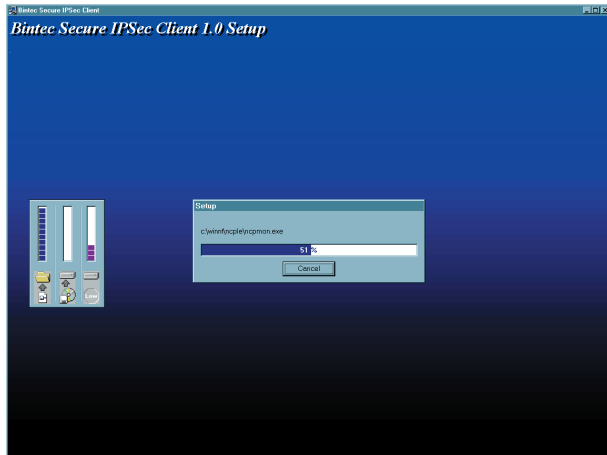 Bintec Secure IPSec Client
Bintec Secure IPSec Client 1.0 Setup
Setup
c:\winnt\ncple\ncpmon.exe
51 %
Cancel
Low